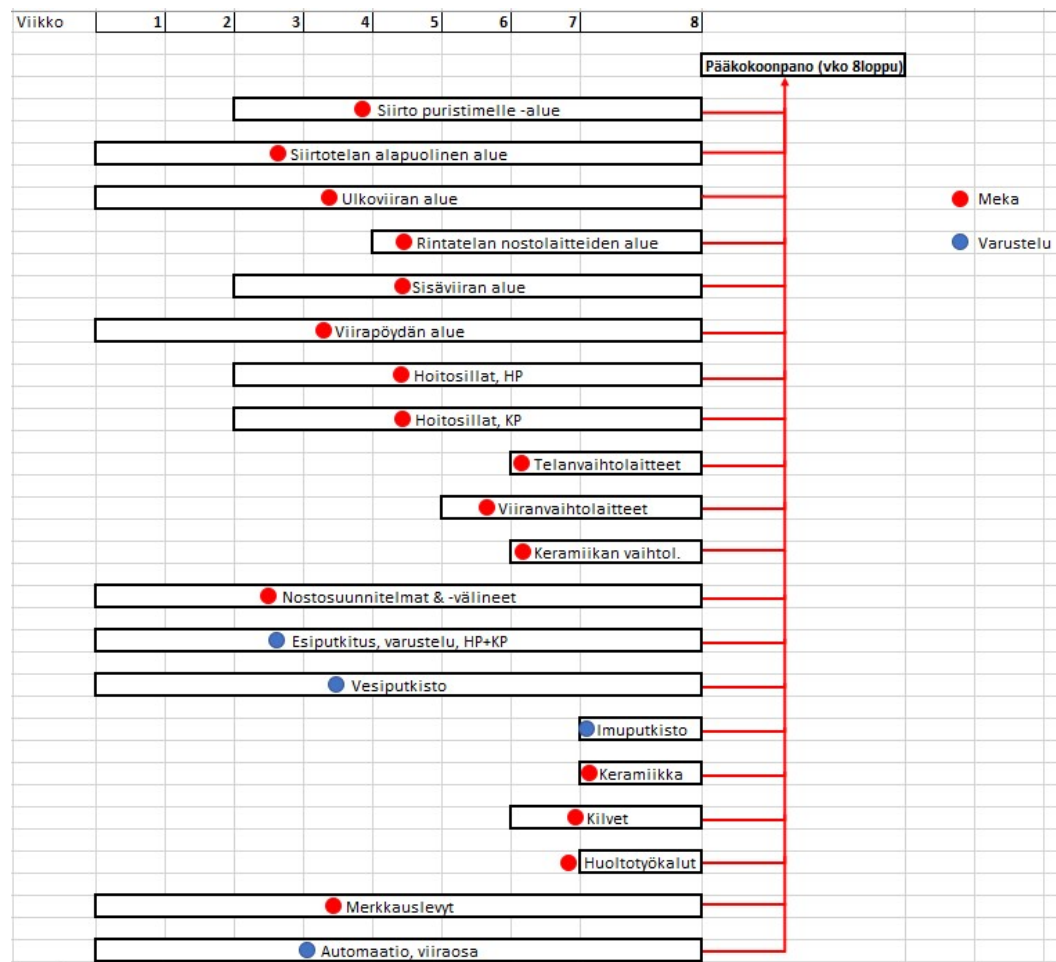 Viikko 1 2 3 4 5 6 7 8
Pääkokoonpano (vko 8loppu)
Siirto puristimelle -alue
Siirtotelan alapuolinen alue
Ulkoviiran alue
Meka
Rintatelan nostolaitteiden alue
Varustelu
Sisäviiran alue
Viirapöydän alue
Hoitosillat, HP
Hoitosillat, KP
Telanvaihtolaitteet
Viiranvaihtolaitteet
Keramiikan vaihtol.
Nostosuunnitelmat & -välineet
Esiputkitus, varustelu, HP+KP
Vesiputkisto
Imuputkisto
Keramiikka
Kilvet
Huoltotyökalut
Merkkauslevyt
Automaatio, viiraosa